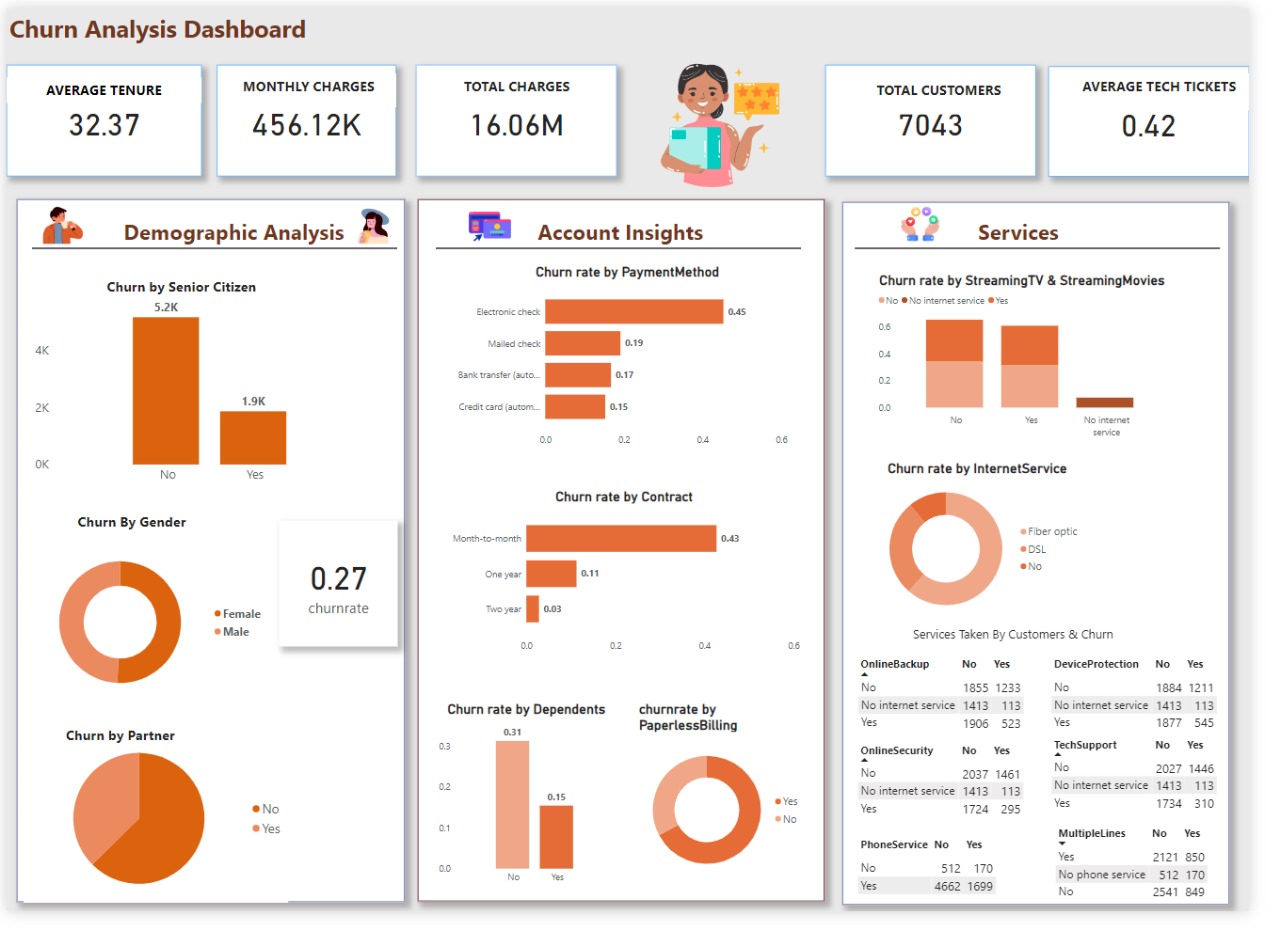 Churn Analysis Dashboard
AVERAGE TENURE
32.37
MONTHLY CHARGES
456.12K
TOTAL CHARGES
16.06M
TOTAL CUSTOMERS
7043
AVERAGE TECH TICKETS
0.42
Demographic Analysis
Churn by Senior Citizen
5.2K
1.9K
4K
2K
0K
No Yes
Churn By Gender
Female
Male
0.27
churnrate
Churn by Partner
No
Yes
Account Insights
Churn rate by PaymentMethod
Electronic check 0.45
Mailed check 0.19
Bank transfer (auto... 0.17
Credit card (autom... 0.15
0.0 0.2 0.4 0.6
Churn rate by Contract
Month-to-month 0.43
One year 0.11
Two year 0.03
0.0 0.2 0.4 0.6
Churn rate by Dependents
0.31
0.15
0.3
0.2
0.1
0.0
No Yes
churnrate by
PaperlessBilling
Yes
No
Services
Churn rate by StreamingTV & StreamingMovies
No No internet service Yes
0.6
0.4
0.2
0.0
No Yes No internet
service
Churn rate by InternetService
Fiber optic
DSL
No
Services Taken By Customers & Churn
OnlineBackup No Yes
No 1855 1233
No internet service 1413 113
Yes 1906 523
DeviceProtection No Yes
No 1884 1211
No internet service 1413 113
Yes 1877 545
OnlineSecurity No Yes
No 2037 1461
No internet service 1413 113
Yes 1724 295
TechSupport No Yes
No 2027 1446
No internet service 1413 113
Yes 1734 310
PhoneService No Yes
No 512 170
Yes 4662 1699
MultipleLines No Yes
Yes 2121 850
No phone service 512 170
No 2541 849